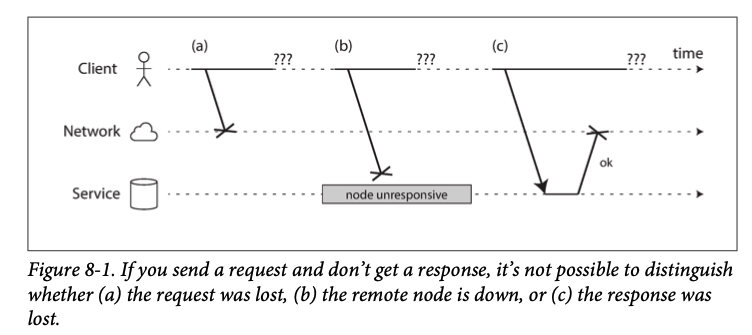 (a) ??? (b) ??? (c) ??? time
Client
Network
ok
Service
node unresponsive
Figure 8-1. If you send a request and don’t get a response, it’s not possible to distinguish
whether (a) the request was lost, (b) the remote node is down, or (c) the response was
lost.